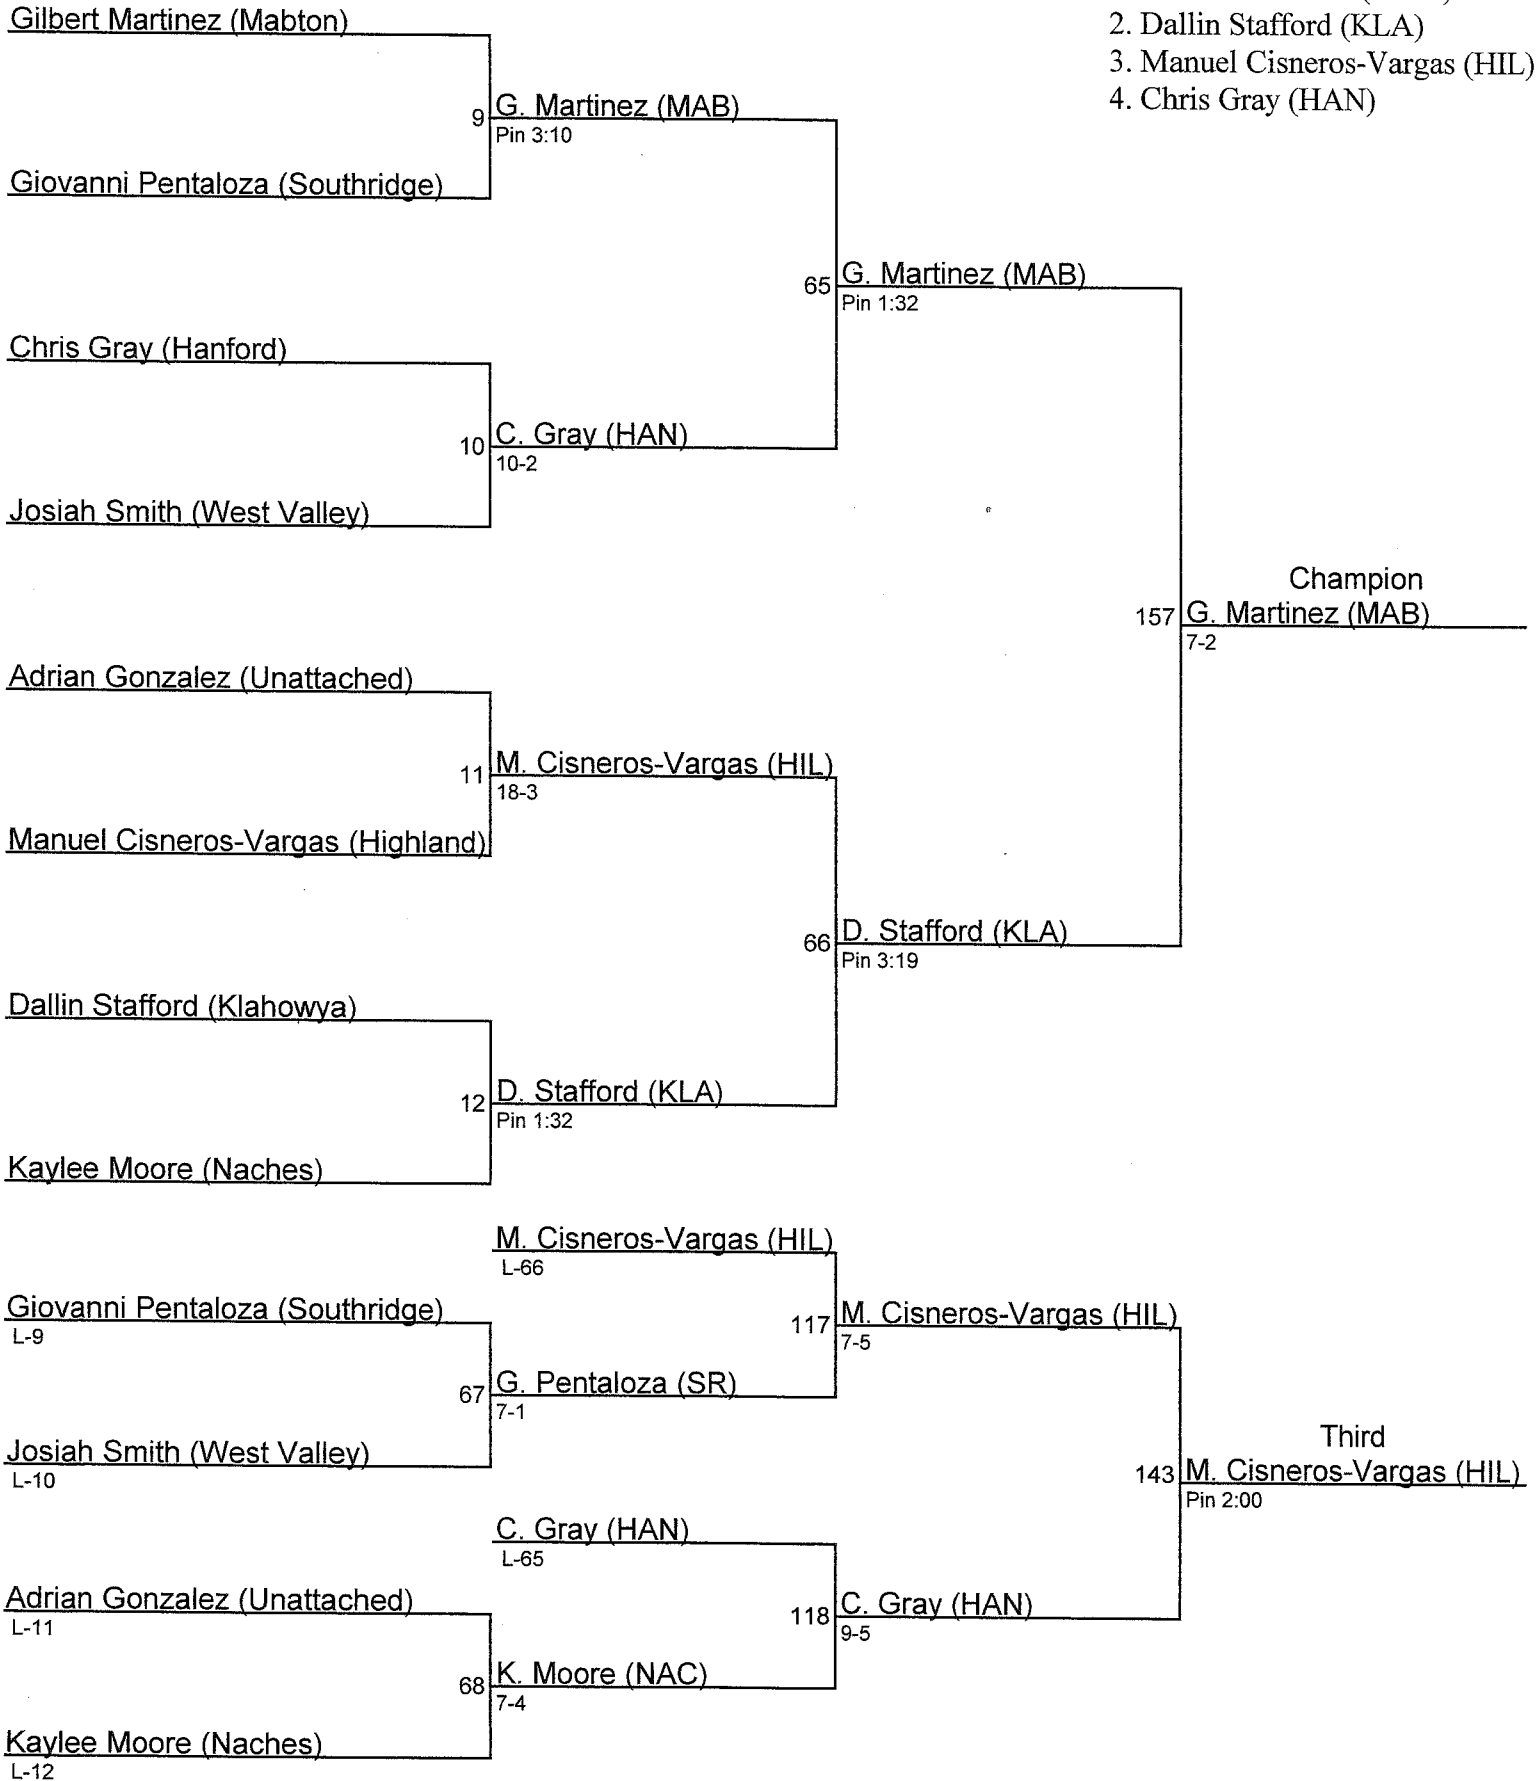 2. Dallin Stafford (KLA)
3. Manuel Cisneros-Vargas (HIL)
4. Chris Gray (HAN)
Gilbert Martinez (Mabton)
9 G. Martinez (MAB)
Pin 3:10
Giovanni Pentaloza (Southridge)
65 G. Martinez (MAB)
Pin 1:32
Chris Gray (Hanford)
10 C. Gray (HAN)
10-2
Josiah Smith (West Valley)
Champion
157 G. Martinez (MAB)
7-2
Adrian Gonzalez (Unattached)
11 M. Cisneros-Vargas (HIL)
18-3
Manuel Cisneros-Vargas (Highland)
66 D. Stafford (KLA)
Pin 3:19
Dallin Stafford (Klahowya)
12 D. Stafford (KLA)
Pin 1:32
Kaylee Moore (Naches)
M. Cisneros-Vargas (HIL)
L-66
Giovanni Pentaloza (Southridge)
L-9
117 M. Cisneros-Vargas (HIL)
7-5
67 G. Pentaloza (SR)
7-1
Josiah Smith (West Valley)
L-10
Third
143 M. Cisneros-Vargas (HIL)
Pin 2:00
C. Gray (HAN)
L-65
Adrian Gonzalez (Unattached)
L-11
118 C. Gray (HAN)
9-5
68 K. Moore (NAC)
7-4
Kaylee Moore (Naches)
L-12